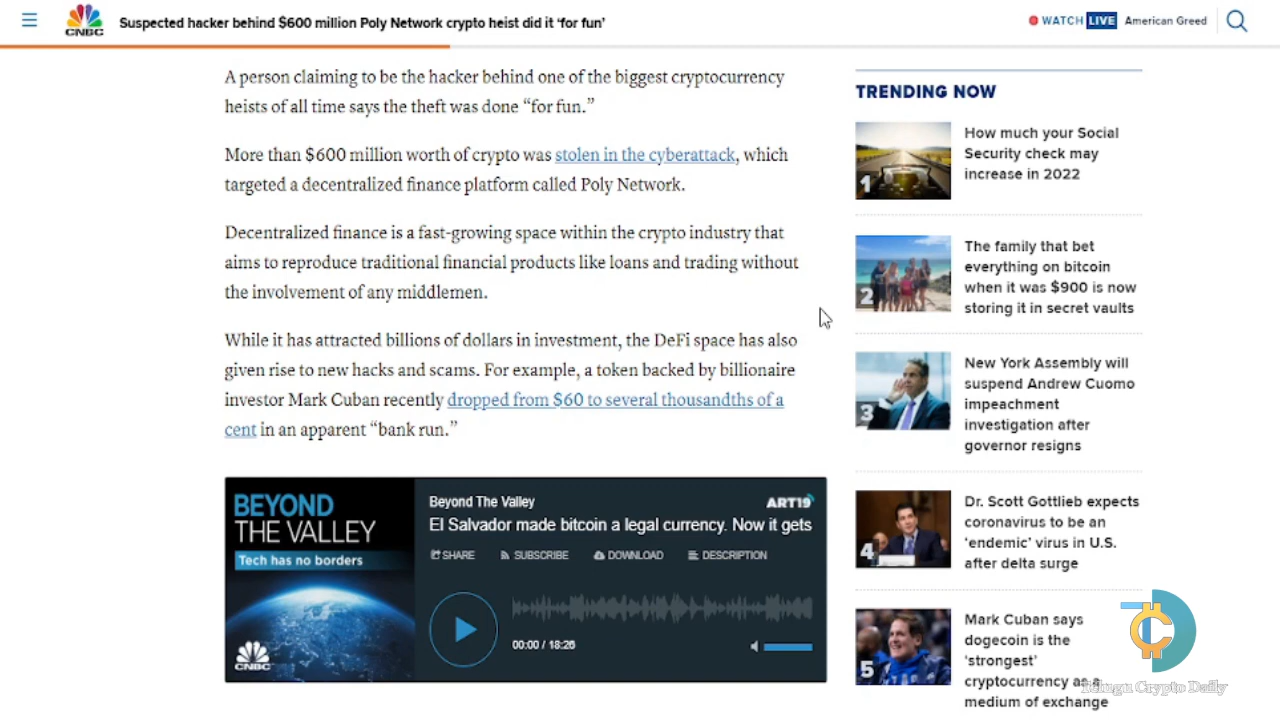 CNBC
Suspected hacker behind $600 million Poly Network crypto heist did it ‘for fun’
WATCH LIVE
American Greed
A person claiming to be the hacker behind one of the biggest cryptocurrency
heists of all time says the theft was done “for fun.”
More than $600 million worth of crypto was stolen in the cyberattack, which
targeted a decentralized finance platform called Poly Network.
Decentralized finance is a fast-growing space within the crypto industry that
aims to reproduce traditional financial products like loans and trading without
the involvement of any middlemen.
While it has attracted billions of dollars in investment, the DeFi space has also
given rise to new hacks and scams. For example, a token backed by billionaire
investor Mark Cuban recently dropped from $60 to several thousandths of a
cent in an apparent “bank run.”
BEYOND
THE VALLEY
Tech has no borders
CNBC
Beyond The Valley
ART19
El Salvador made bitcoin a legal currency. Now it gets
SHARE
SUBSCRIBE
DOWNLOAD
DESCRIPTION
00:00 / 18:26
TRENDING NOW
1
How much your Social
Security check may
increase in 2022
2
The family that bet
everything on bitcoin
when it was $900 is now
storing it in secret vaults
3
New York Assembly will
suspend Andrew Cuomo
impeachment
investigation after
governor resigns
4
Dr. Scott Gottlieb expects
coronavirus to be an
‘endemic’ virus in U.S.
after delta surge
5
Mark Cuban says
dogecoin is the
‘strongest’
cryptocurrency as a
medium of exchange
Telugu Crypto Daily